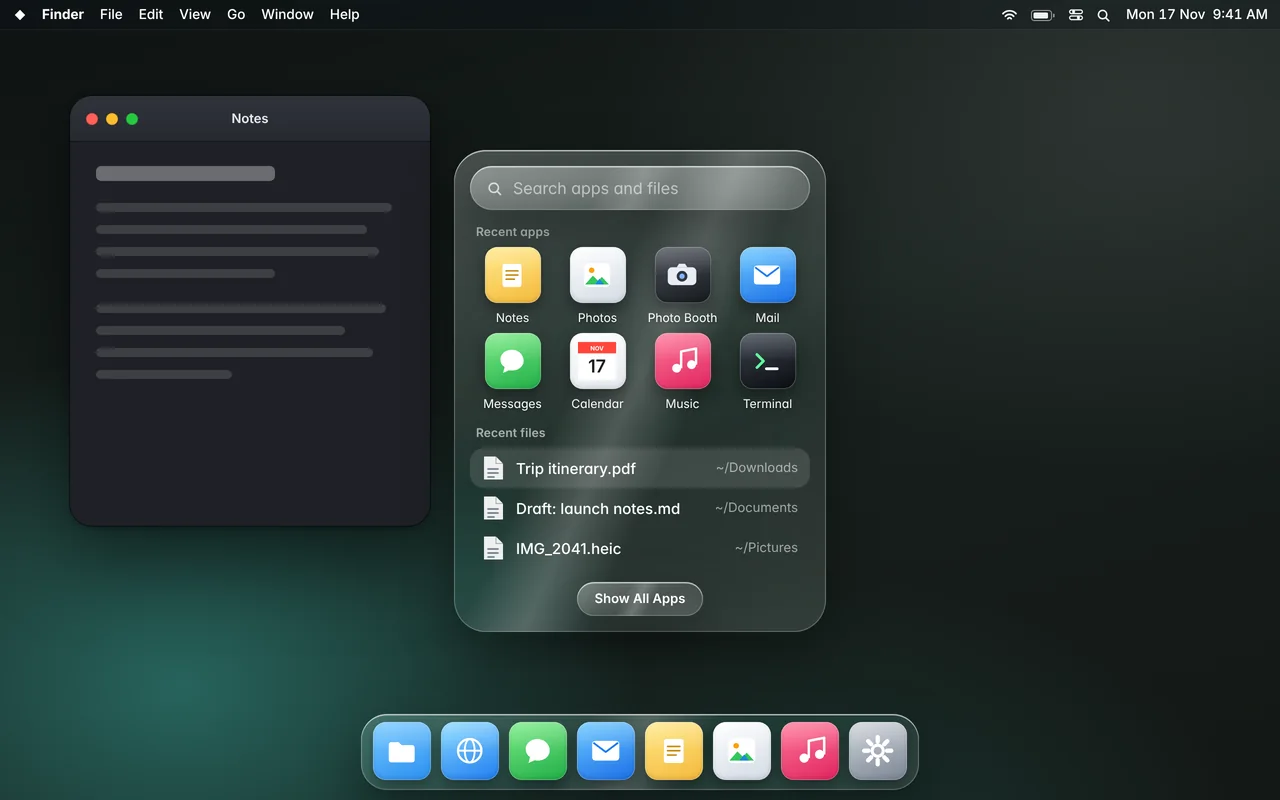 Finder File Edit View Go Window Help Mon 17 Nov 9:41 AM
Notes
Search apps and files
Recent apps
Notes Photos Photo Booth Mail
NOV
17
Messages Calendar Music Terminal
Recent files
Trip itinerary.pdf ~/Downloads
Draft: launch notes.md ~/Documents
IMG_2041.heic ~/Pictures
Show All Apps